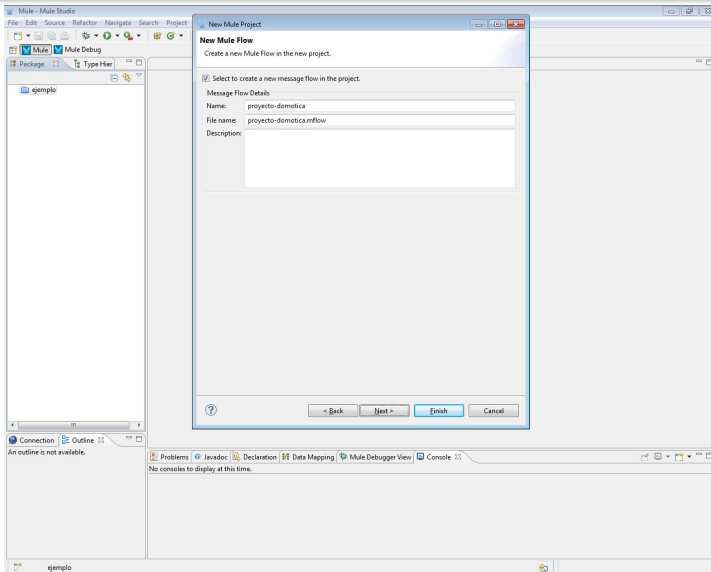 Mule - Mule Studio
File Edit Source Refactor Navigate Search Project
Mule Mule Debug
Package Type Hier
ejemplo
New Mule Project
New Mule Flow
Create a new Mule Flow in the new project.
Select to create a new message flow in the project.
Message Flow Details
Name: proyecto-domotica
File name: proyecto-domotica.mflow
Description:
< Back Next > Finish Cancel
Connection Outline
An outline is not available.
Problems Javadoc Declaration Data Mapping Mule Debugger View Console
No consoles to display at this time.
ejemplo